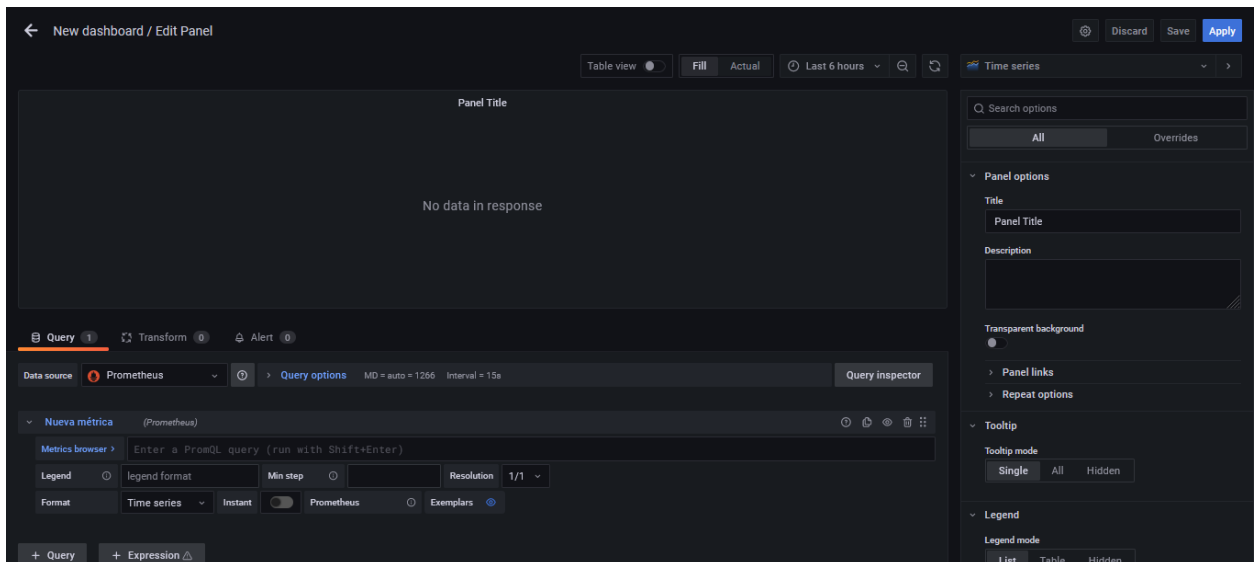 New dashboard / Edit Panel
Discard Save Apply
Table view Fill Actual Last 6 hours
Time series
Panel Title
No data in response
Search options
All Overrides
Panel options
Title
Panel Title
Description
Transparent background
Panel links
Repeat options
Tooltip
Tooltip mode
Single All Hidden
Legend
Legend mode
List Table Hidden
Query 1 Transform 0 Alert 0
Data source Prometheus > Query options MD = auto = 1266 Interval = 15s Query inspector
Nueva métrica (Prometheus)
Metrics browser > Enter a PromQL query (run with Shift+Enter)
Legend legend format Min step Resolution 1/1
Format Time series Instant Prometheus Exemplars
+ Query + Expression